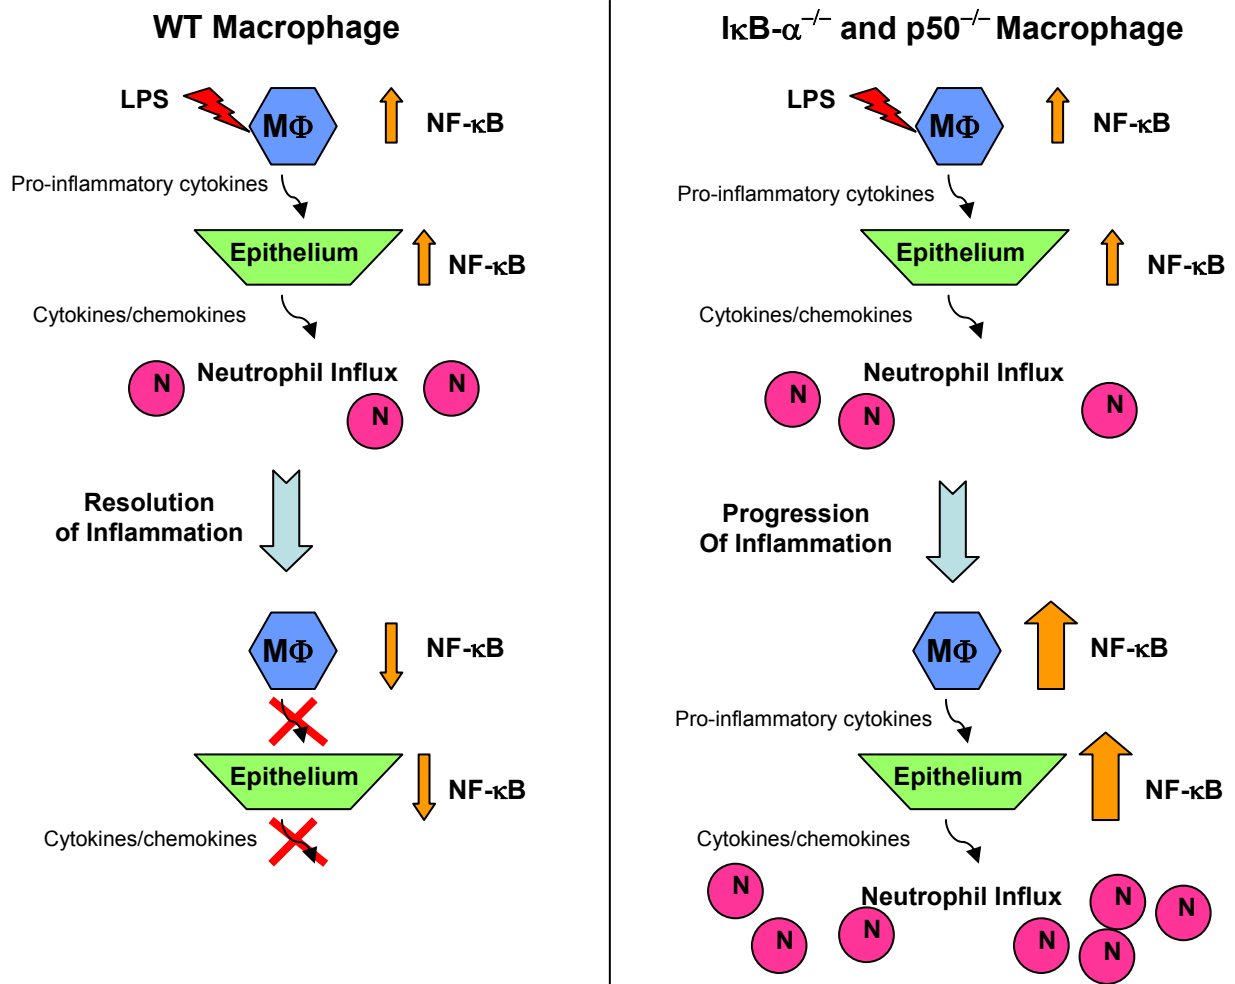 WT Macrophage
LPS
MΦ
NF-κB
Pro-inflammatory cytokines
Epithelium
NF-κB
Cytokines/chemokines
Neutrophil Influx
N
N
N
Resolution
of Inflammation
MΦ
NF-κB
Epithelium
NF-κB
Cytokines/chemokines
IκB-α–/– and p50–/– Macrophage
LPS
MΦ
NF-κB
Pro-inflammatory cytokines
Epithelium
NF-κB
Cytokines/chemokines
Neutrophil Influx
N
N
N
Progression
Of Inflammation
MΦ
NF-κB
Pro-inflammatory cytokines
Epithelium
NF-κB
Cytokines/chemokines
Neutrophil Influx
N
N
N
N
N
N
N